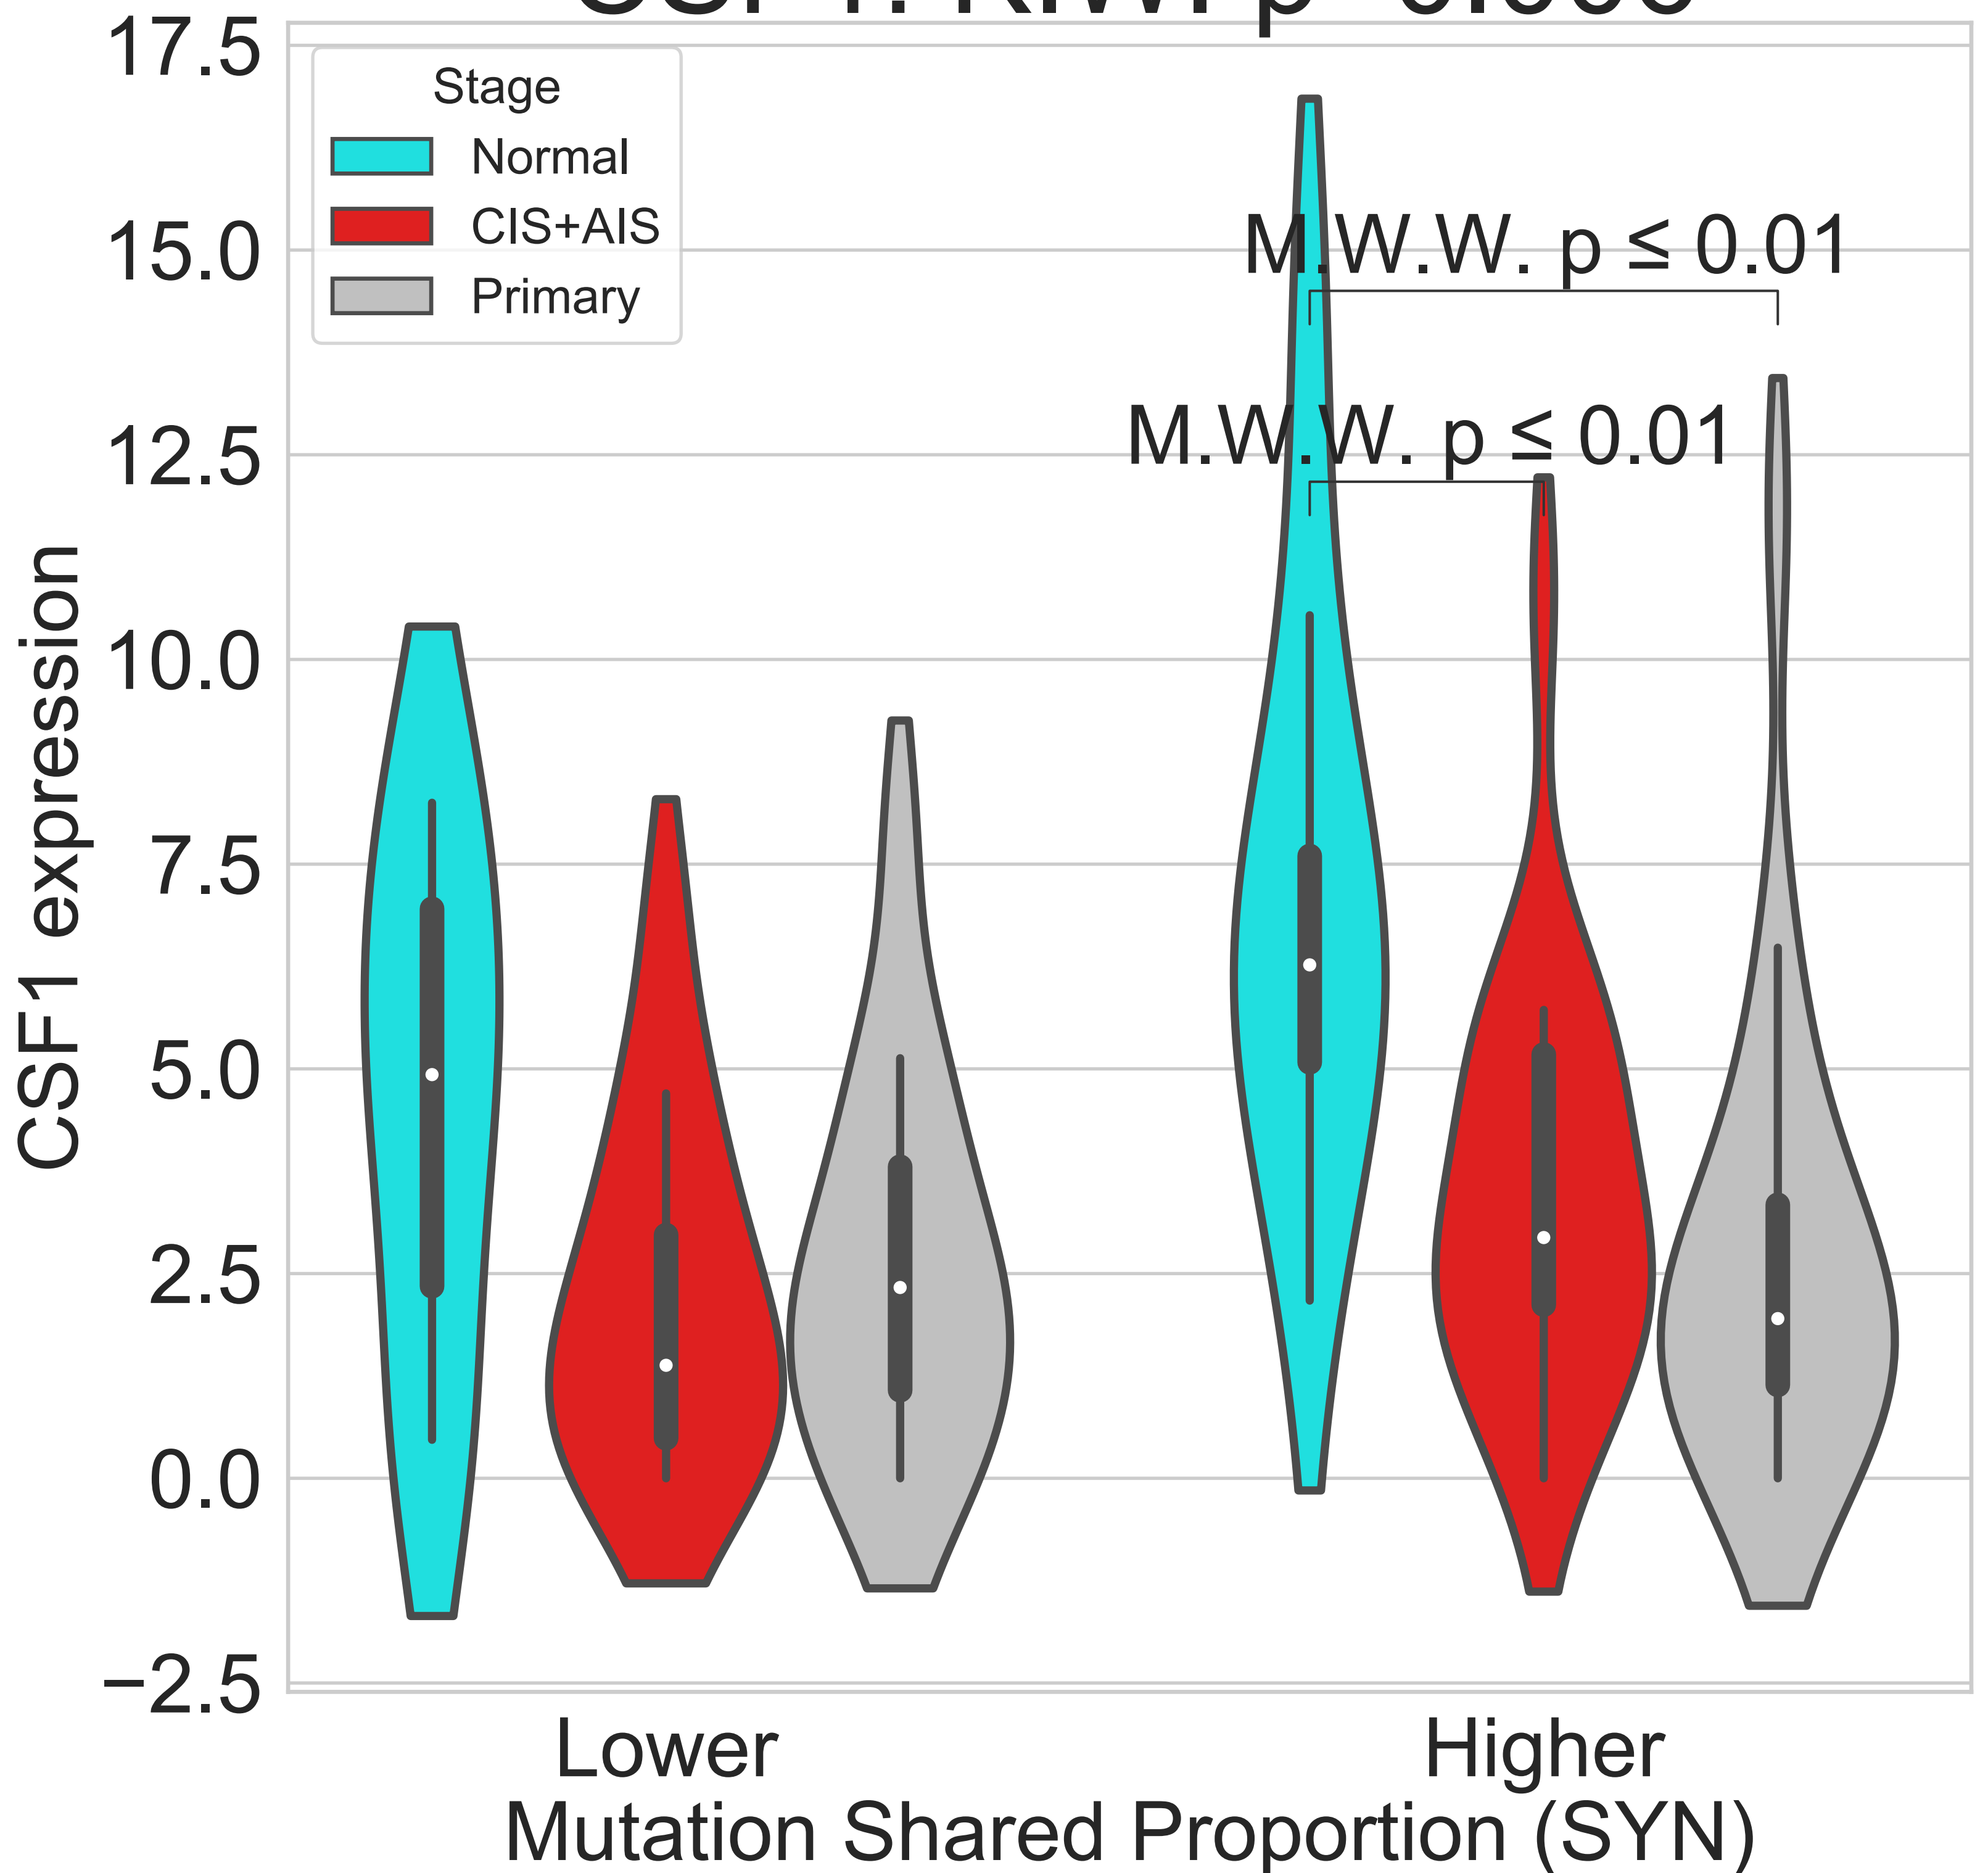 17.5
15.0
12.5
10.0
7.5
5.0
2.5
0.0
−2.5
CSF1 expression
Stage
Normal
CIS+AIS
Primary
M.W.W. p ≤ 0.01
M.W.W. p ≤ 0.01
Lower
Higher
Mutation Shared Proportion (SYN)